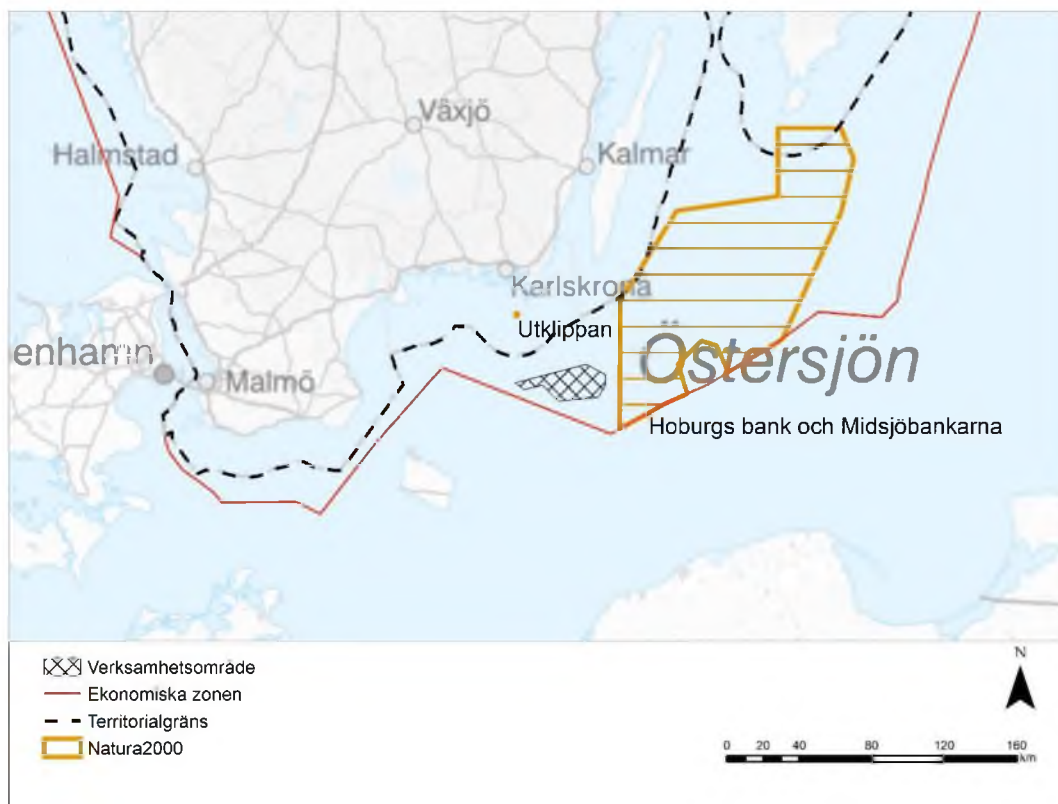 Växjö
Halmstad
Kalmar
Karlskrona
Utklippan
enhamn
Östersjön
Malmö
Hoburgs bank och Midsjöbankarna
Verksamhetsområde
Ekonomiska zonen
Territorialgräns
Natura2000
N
0 20 40 80 120 160
km